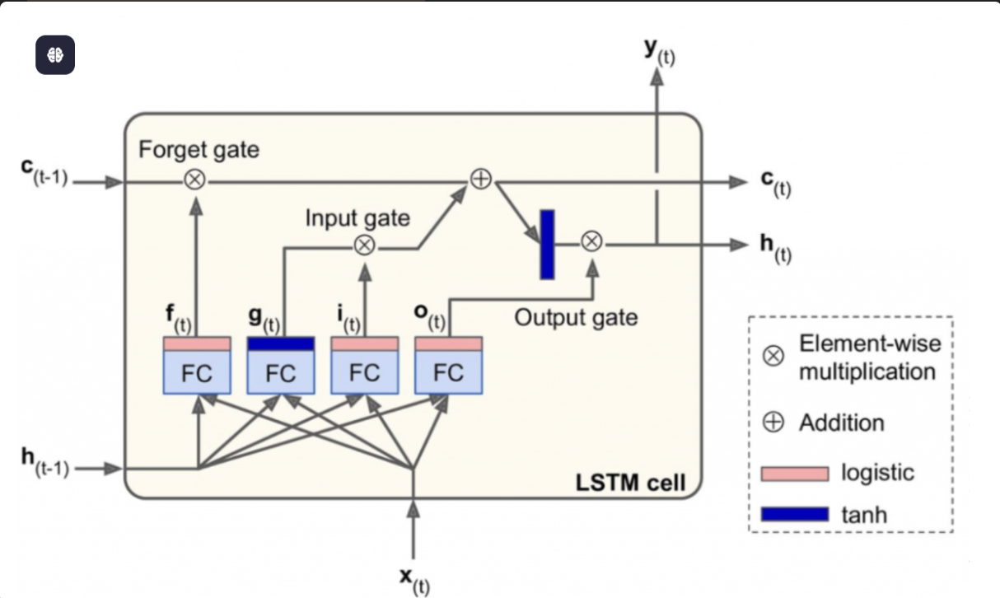 y(t)
Forget gate
c(t-1)
c(t)
Input gate
h(t)
f(t)
g(t)
i(t)
o(t)
Output gate
FC
FC
FC
FC
h(t-1)
LSTM cell
x(t)
Element-wise
multiplication
Addition
logistic
tanh